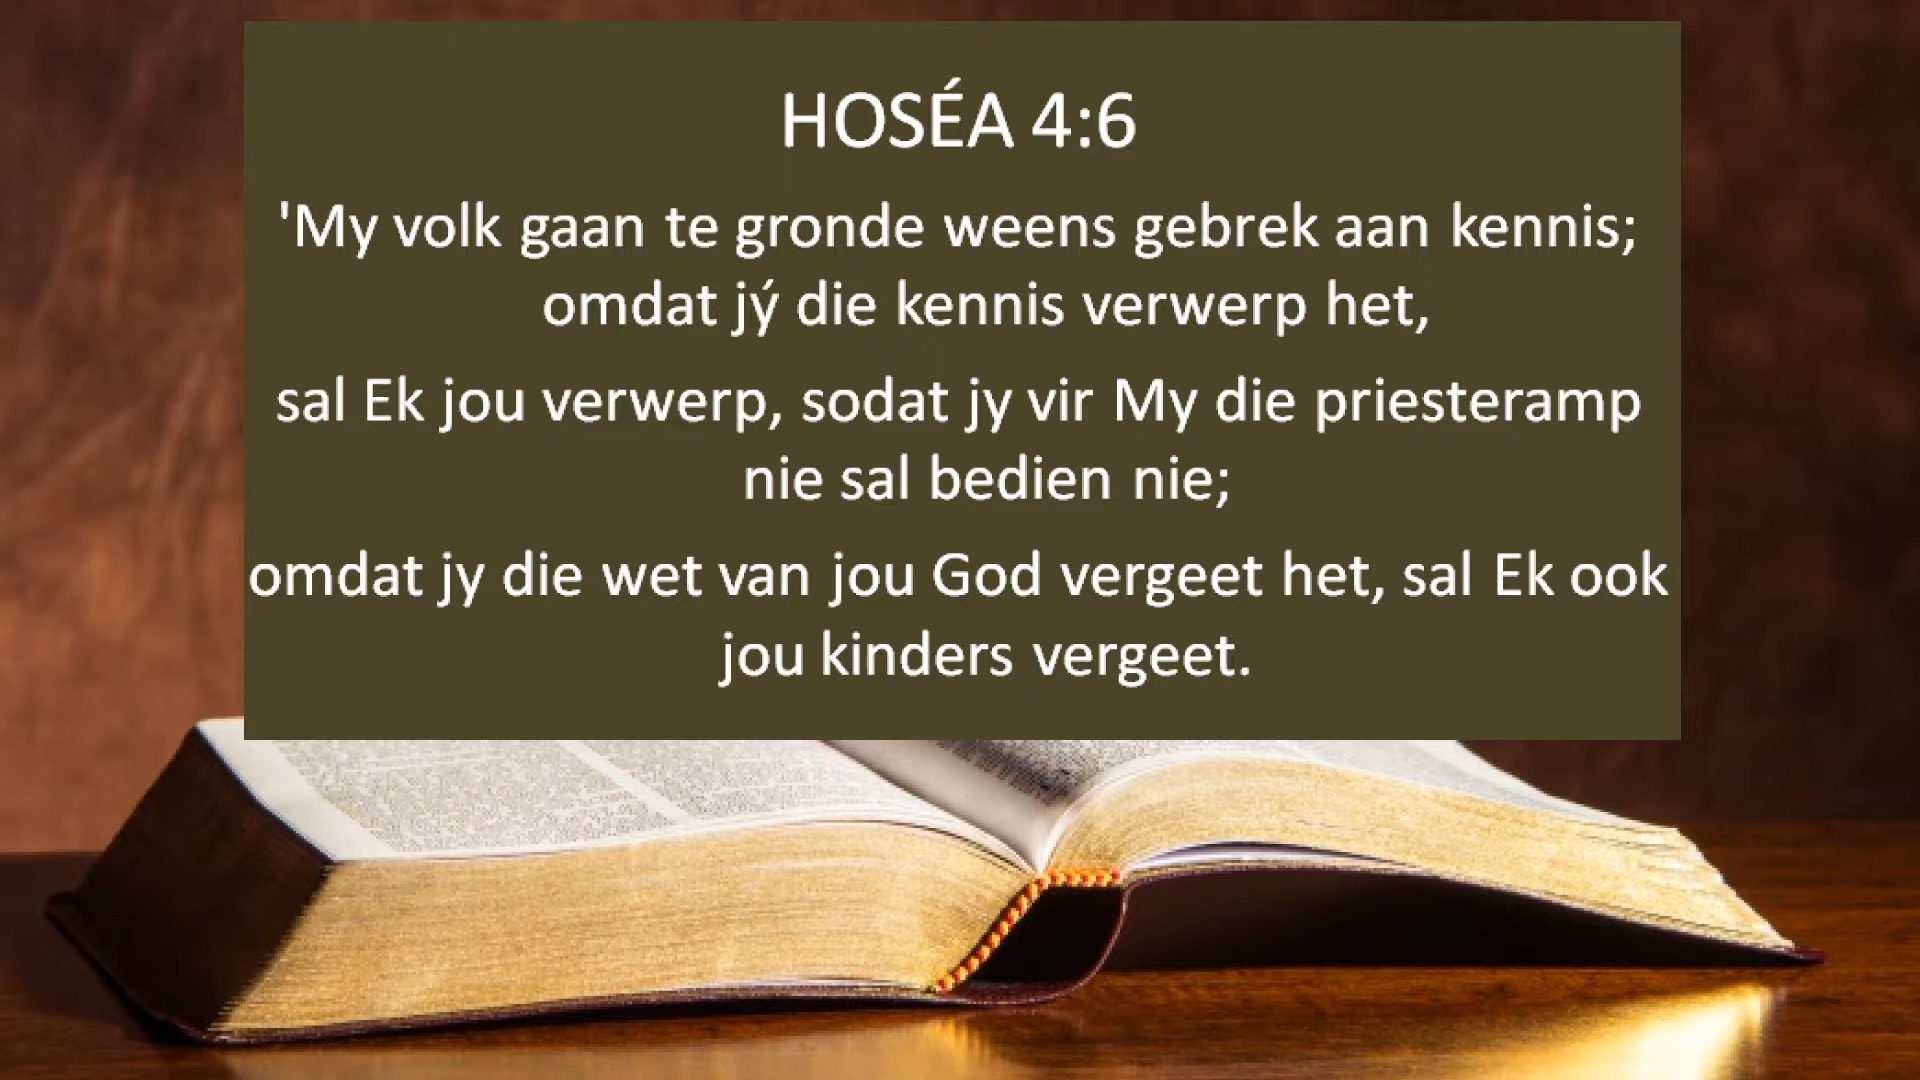 HOSÉA 4:6
'My volk gaan te gronde weens gebrek aan kennis;
omdat jý die kennis verwerp het,
sal Ek jou verwerp, sodat jy vir My die priesteramp
nie sal bedien nie;
omdat jy die wet van jou God vergeet het, sal Ek ook
jou kinders vergeet.